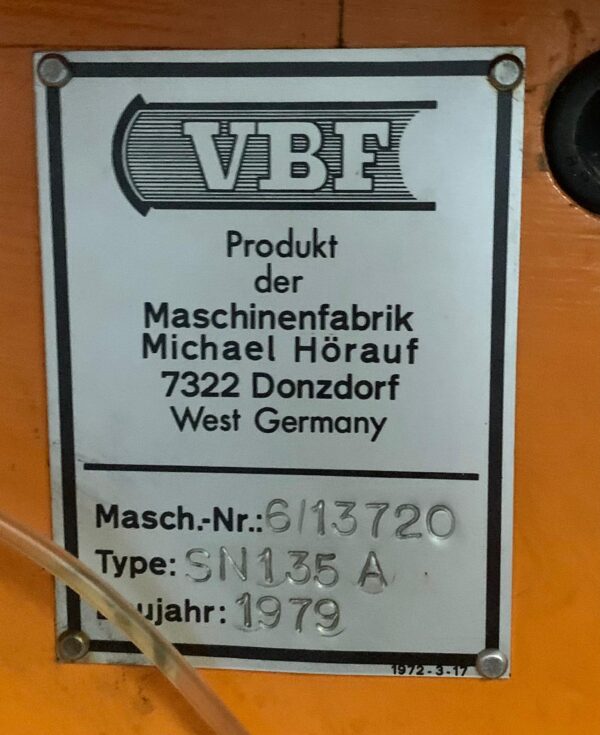 VBF
Produkt
der
Maschinenfabrik
Michael Hörauf
7322 Donzdorf
West Germany
Masch.-Nr.: 6/13720
Type: SN135 A
Baujahr: 1979
1972-3-17